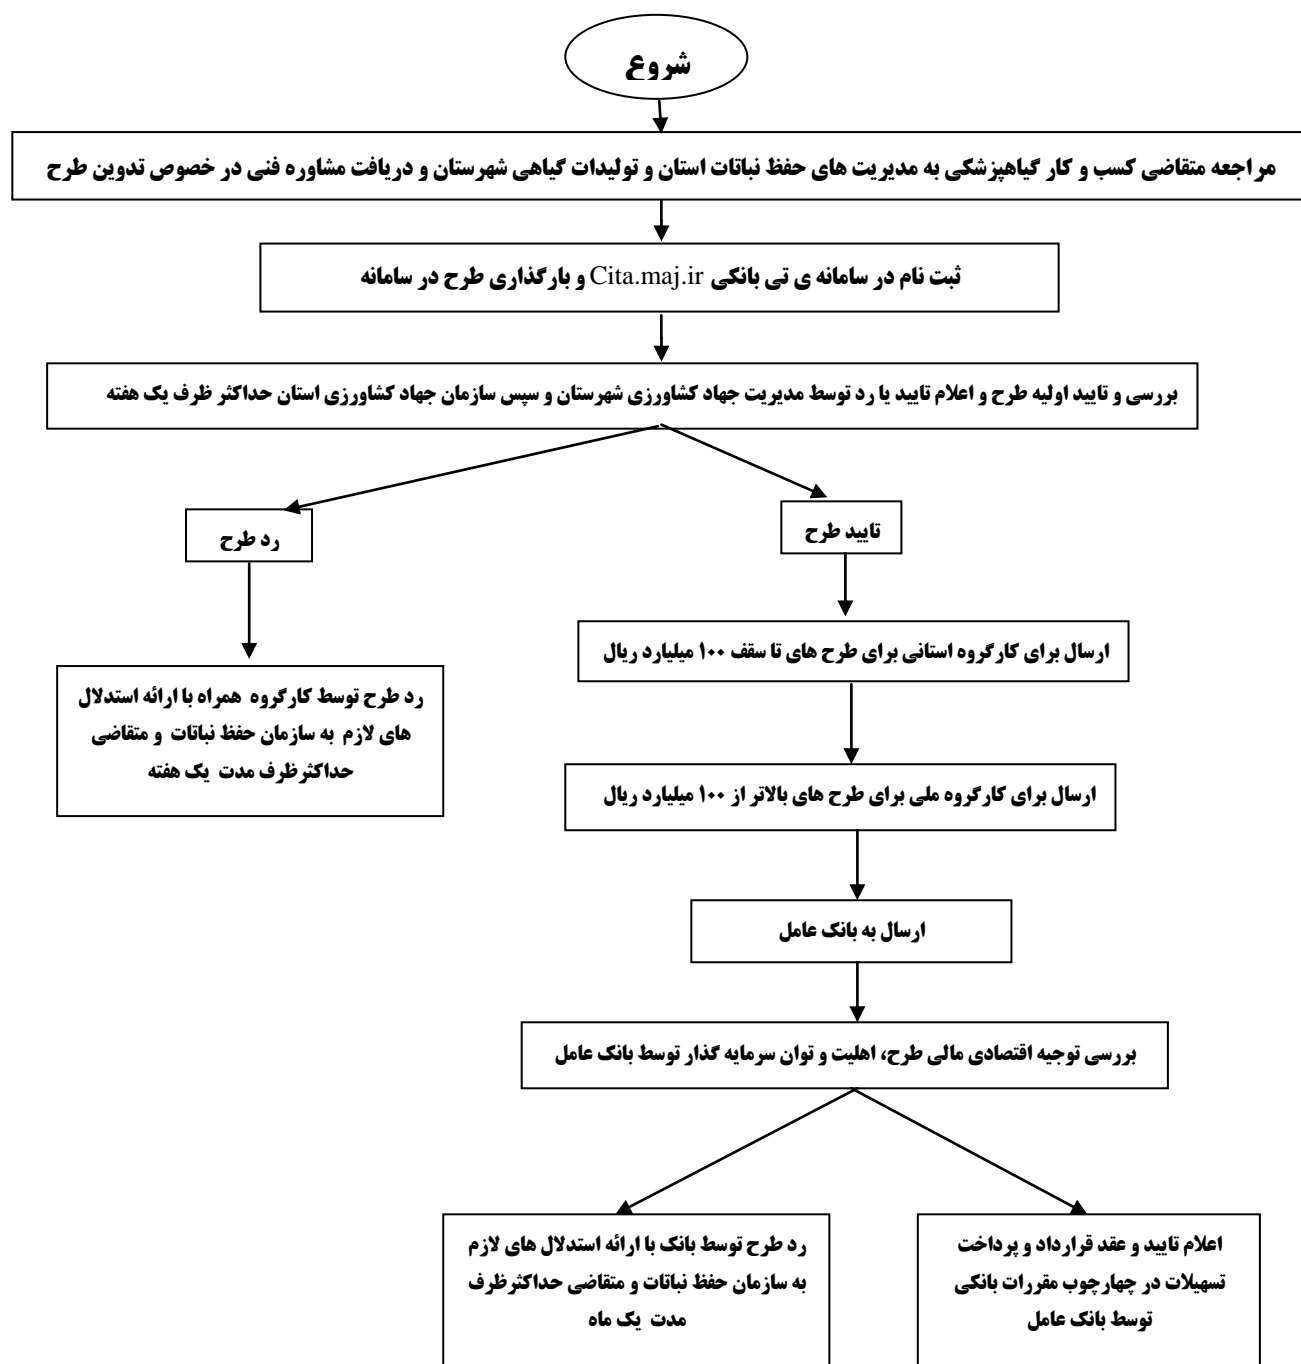 شروع
مراجعه متقاضی کسب و کار گیاهپزشکی به مدیریت های حفظ نباتات استان و تولیدات گیاهی شهرستان و دریافت مشاوره فنی در خصوص تدوین طرح
ثبت نام در سامانه ی تی بانکی Cita.maj.ir و بارگذاری طرح در سامانه
بررسی و تایید اولیه طرح و اعلام تایید یا رد توسط مدیریت جهاد کشاورزی شهرستان و سپس سازمان جهاد کشاورزی استان حداکثر ظرف یک هفته
تایید طرح
رد طرح
ارسال برای کارگروه استانی برای طرح های تا سقف ۱۰۰ میلیارد ریال
رد طرح توسط کارگروه همراه با ارائه استدلال
های لازم به سازمان حفظ نباتات و متقاضی
حداکثرظرف مدت یک هفته
ارسال برای کارگروه ملی برای طرح های بالاتر از ۱۰۰ میلیارد ریال
ارسال به بانک عامل
بررسی توجیه اقتصادی مالی طرح، اهلیت و توان سرمایه گذار توسط بانک عامل
اعلام تایید و عقد قرارداد و پرداخت
تسهیلات در چهارچوب مقررات بانکی
توسط بانک عامل
رد طرح توسط بانک با ارائه استدلال های لازم
به سازمان حفظ نباتات و متقاضی حداکثرظرف
مدت یک ماه